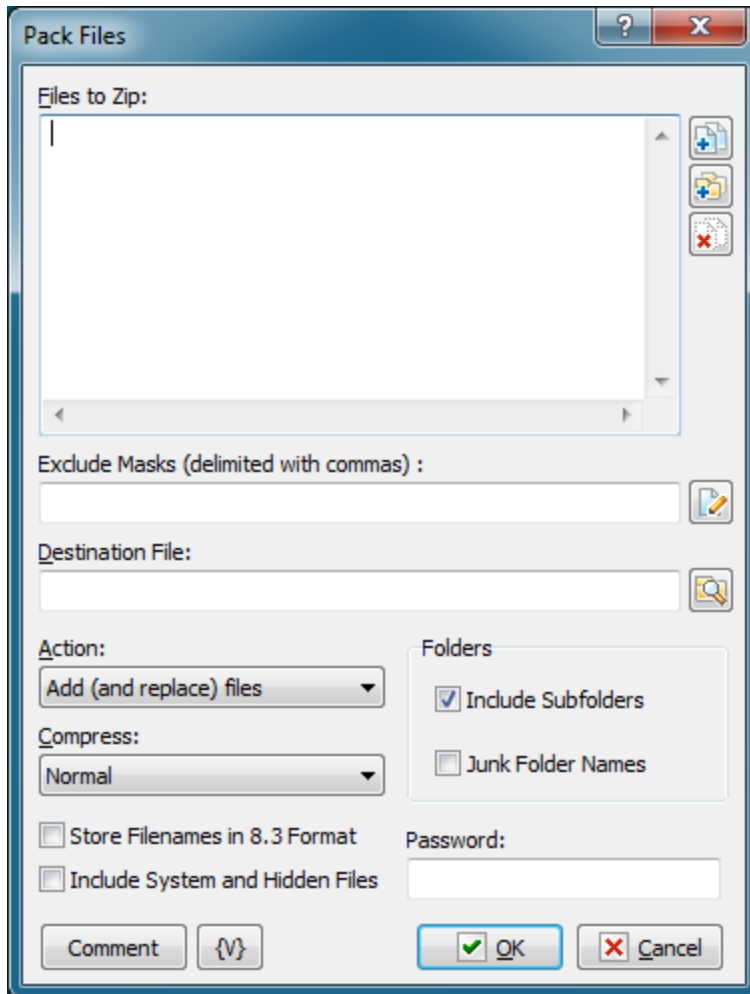 Pack Files
?
Files to Zip:
Exclude Masks (delimited with commas) :
Destination File:
Action:
Folders
Add (and replace) files
Include Subfolders
Compress:
Normal
Junk Folder Names
Store Filenames in 8.3 Format
Password:
Include System and Hidden Files
Comment {V} OK Cancel